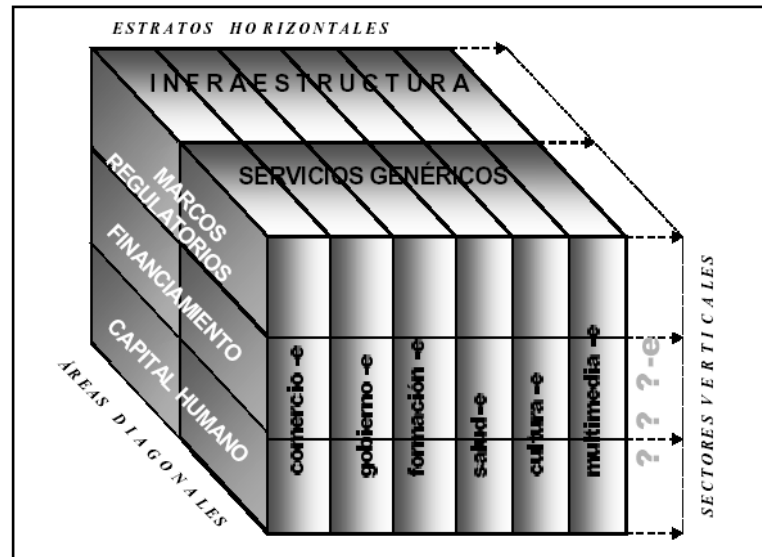 ESTRATOS HORIZONTALES
INFRAESTRUCTURA
SERVICIOS GENÉRICOS
MARCOS
REGULATORIOS
FINANCIAMIENTO
CAPITAL HUMANO
ÁREAS DIAGONALES
comercio -e
gobierno -e
formación -e
salud -e
cultura -e
multimedia -e
? ? ?-e
SECTORES VERTICALES